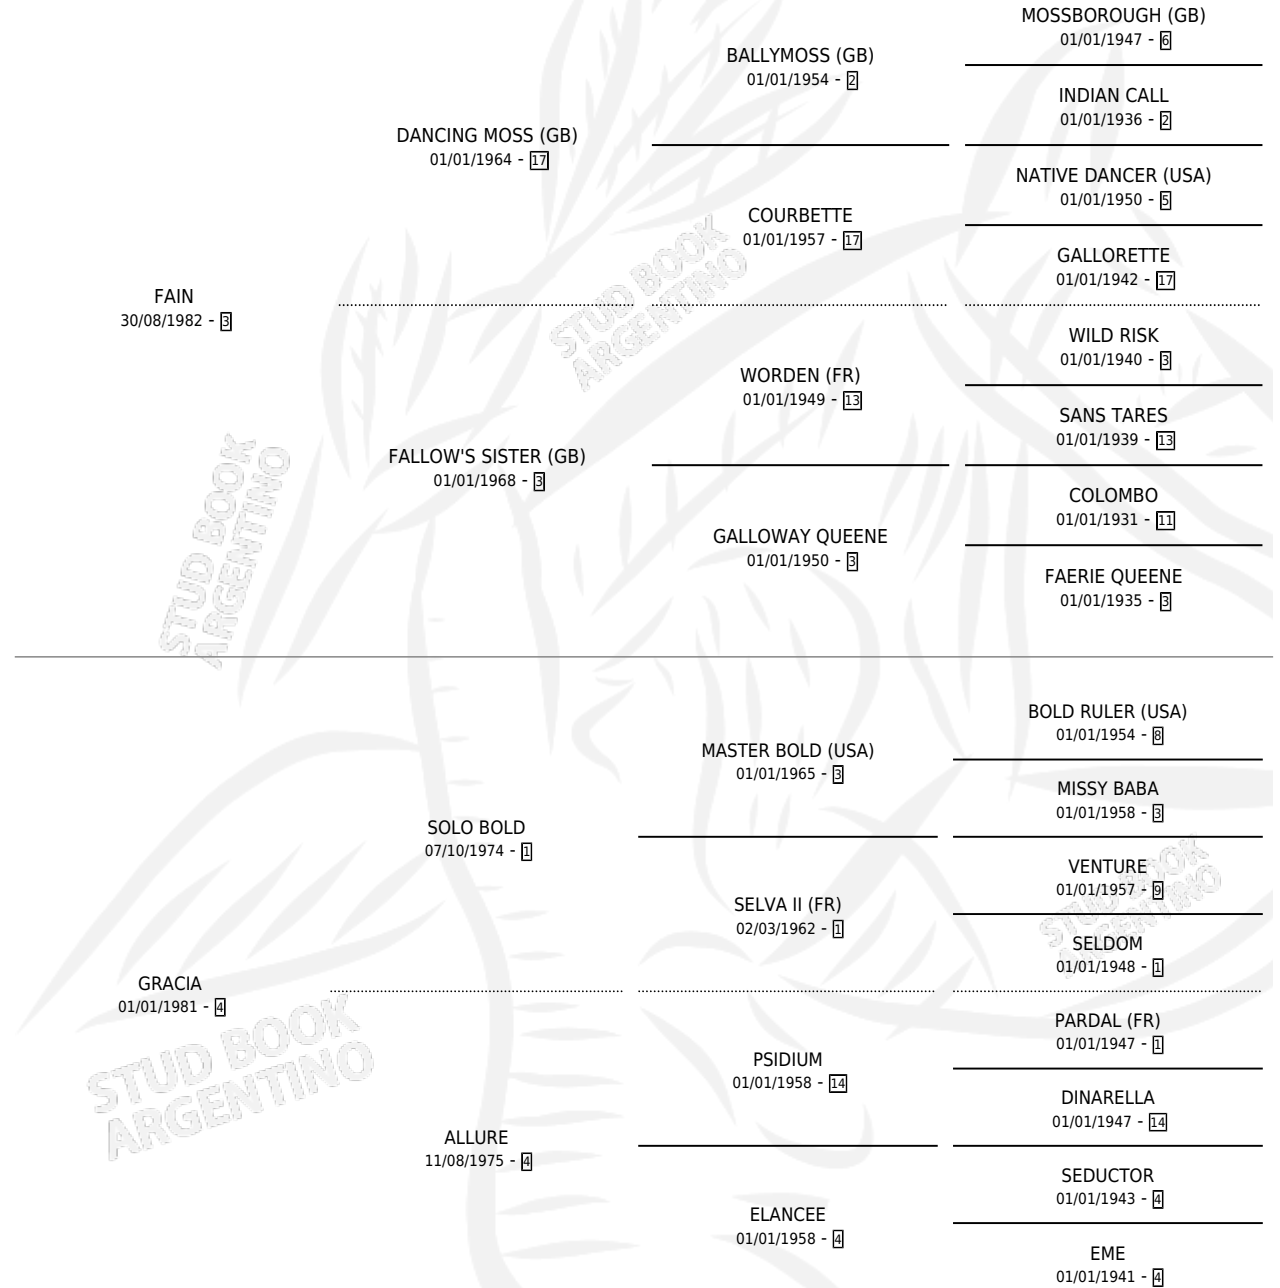 MOSSBOROUGH (GB)
01/01/1947 - 6
BALLYMOSS (GB)
01/01/1954 - 2
INDIAN CALL
01/01/1936 - 2
DANCING MOSS (GB)
01/01/1964 - 17
NATIVE DANCER (USA)
01/01/1950 - 5
COURBETTE
01/01/1957 - 17
GALLORETTE
01/01/1942 - 17
FAIN
30/08/1982 - 3
WILD RISK
01/01/1940 - 3
WORDEN (FR)
01/01/1949 - 13
SANS TARES
01/01/1939 - 13
FALLOW'S SISTER (GB)
01/01/1968 - 3
COLOMBO
01/01/1931 - 11
GALLOWAY QUEENE
01/01/1950 - 3
FAERIE QUEENE
01/01/1935 - 3
BOLD RULER (USA)
01/01/1954 - 8
MASTER BOLD (USA)
01/01/1965 - 3
MISSY BABA
01/01/1958 - 3
SOLO BOLD
07/10/1974 - 1
VENTURE
01/01/1957 - 9
SELVA II (FR)
02/03/1962 - 1
SELDOM
01/01/1948 - 1
GRACIA
01/01/1981 - 4
PARDAL (FR)
01/01/1947 - 1
PSIDIUM
01/01/1958 - 14
DINARELLA
01/01/1947 - 14
ALLURE
11/08/1975 - 4
SEDUCTOR
01/01/1943 - 4
ELANCEE
01/01/1958 - 4
EME
01/01/1941 - 4
STUD BOOK
ARGENTINO
STUD BOOK
ARGENTINO
STUD BOOK
ARGENTINO
STUD BOOK
ARGENTINO